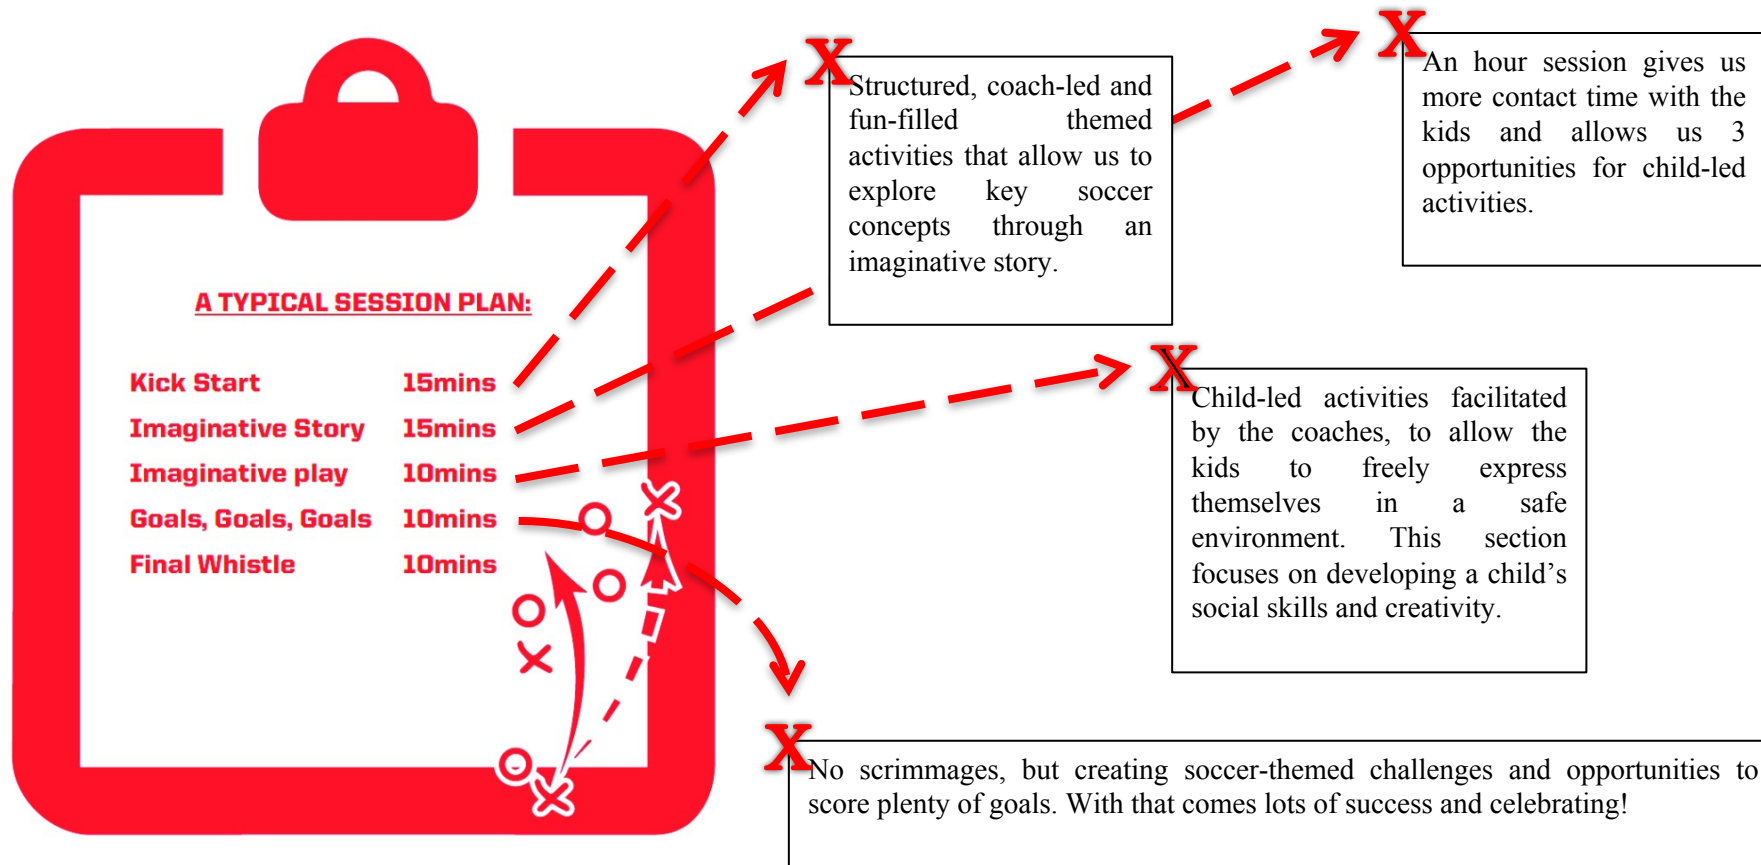 A TYPICAL SESSION PLAN:
Kick Start 15mins
Imaginative Story 15mins
Imaginative play 10mins
Goals, Goals, Goals 10mins
Final Whistle 10mins
Structured, coach-led and
fun-filled themed
activities that allow us to
explore key soccer
concepts through an
imaginative story.
An hour session gives us
more contact time with the
kids and allows us 3
opportunities for child-led
activities.
Child-led activities facilitated
by the coaches, to allow the
kids to freely express
themselves in a safe
environment. This section
focuses on developing a child’s
social skills and creativity.
No scrimmages, but creating soccer-themed challenges and opportunities to
score plenty of goals. With that comes lots of success and celebrating!